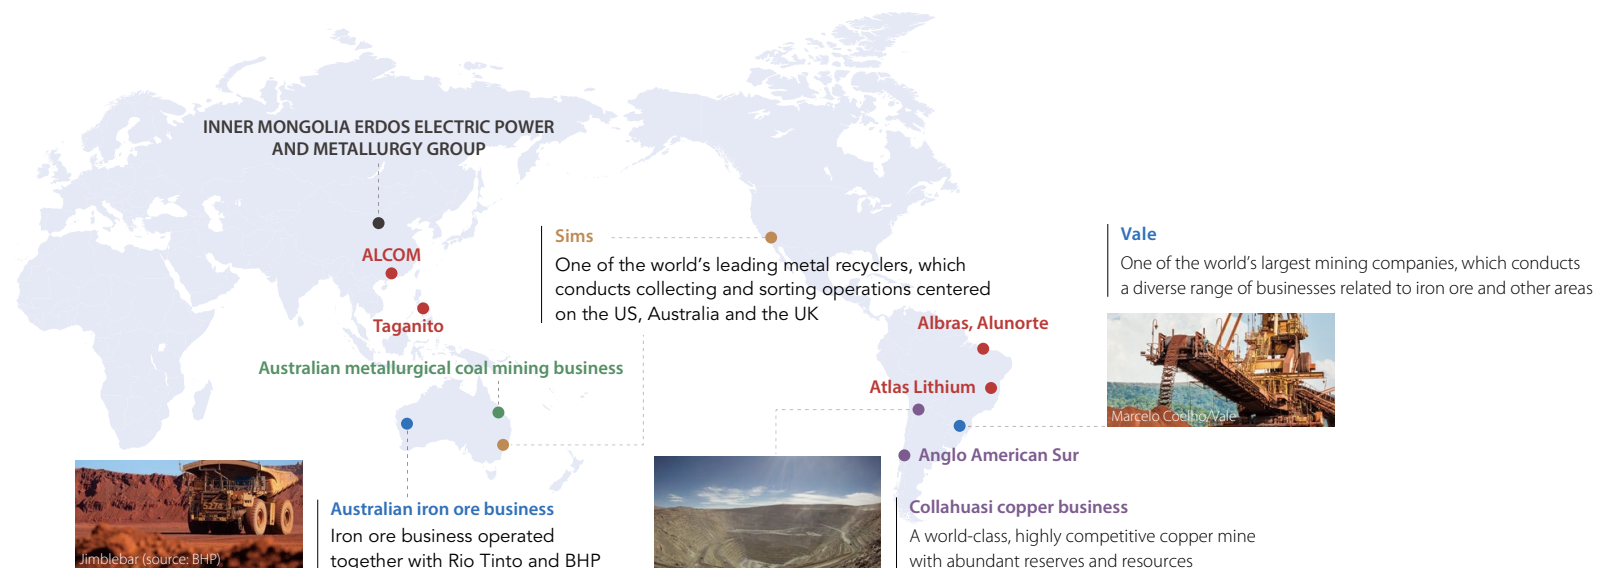 INNER MONGOLIA ERDOS ELECTRIC POWER
AND METALLURGY GROUP
ALCOM
Taganito
Sims
One of the world's leading metal recyclers, which
conducts collecting and sorting operations centered
on the US, Australia and the UK
Vale
One of the world's largest mining companies, which conducts
a diverse range of businesses related to iron ore and other areas
Marcelo Coelho/Vale
Albras, Alunorte
Atlas Lithium
Australian metallurgical coal mining business
Anglo American Sur
5274
Jimblebar (source: BHP)
Australian iron ore business
Iron ore business operated
together with Rio Tinto and BHP
Collahuasi copper business
A world-class, highly competitive copper mine
with abundant reserves and resources